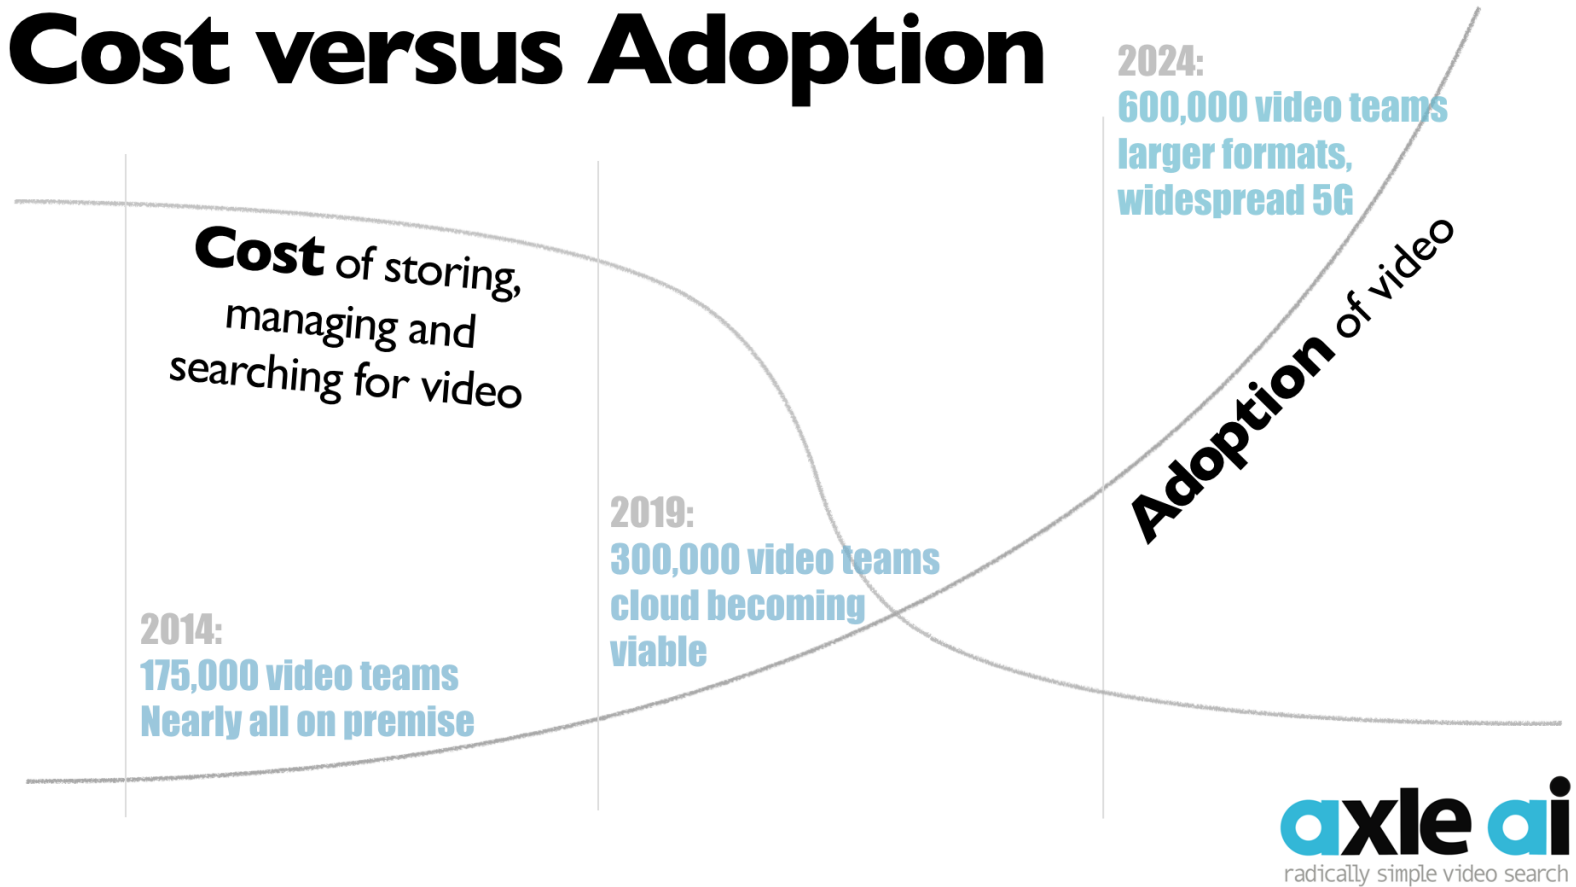 Cost versus Adoption
2024:
600,000 video teams
larger formats,
widespread 5G
Cost of storing,
managing and
searching for video
Adoption of video
2019:
300,000 video teams
cloud becoming
viable
2014:
175,000 video teams
Nearly all on premise
axle ai
radically simple video search